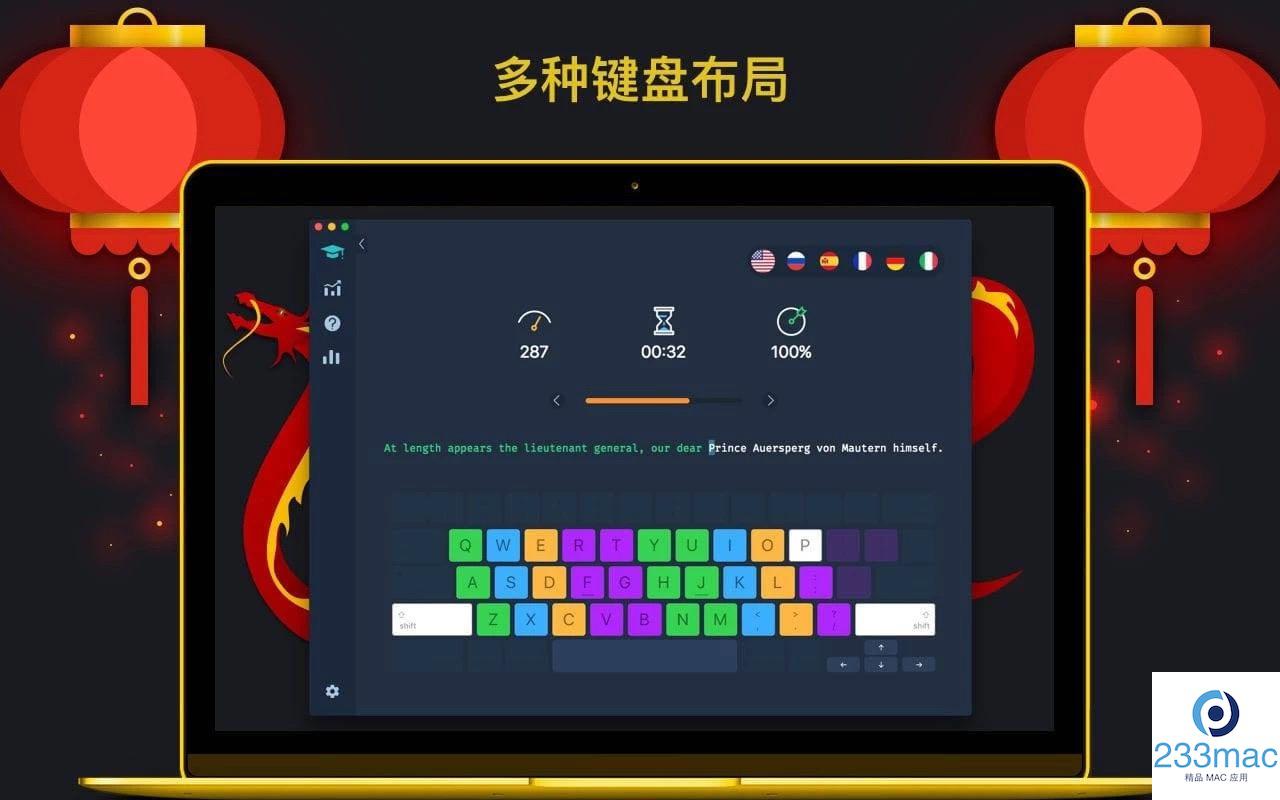 多种键盘布局
287
00:32
100%
At length appears the lieutenant general, our dear Prince Auersperg von Mautern himself.
Q W E R T Y U I O P
A S D F G H J K L
shift Z X C V B N M < , > . ? / shift
233mac
精品 MAC 应用